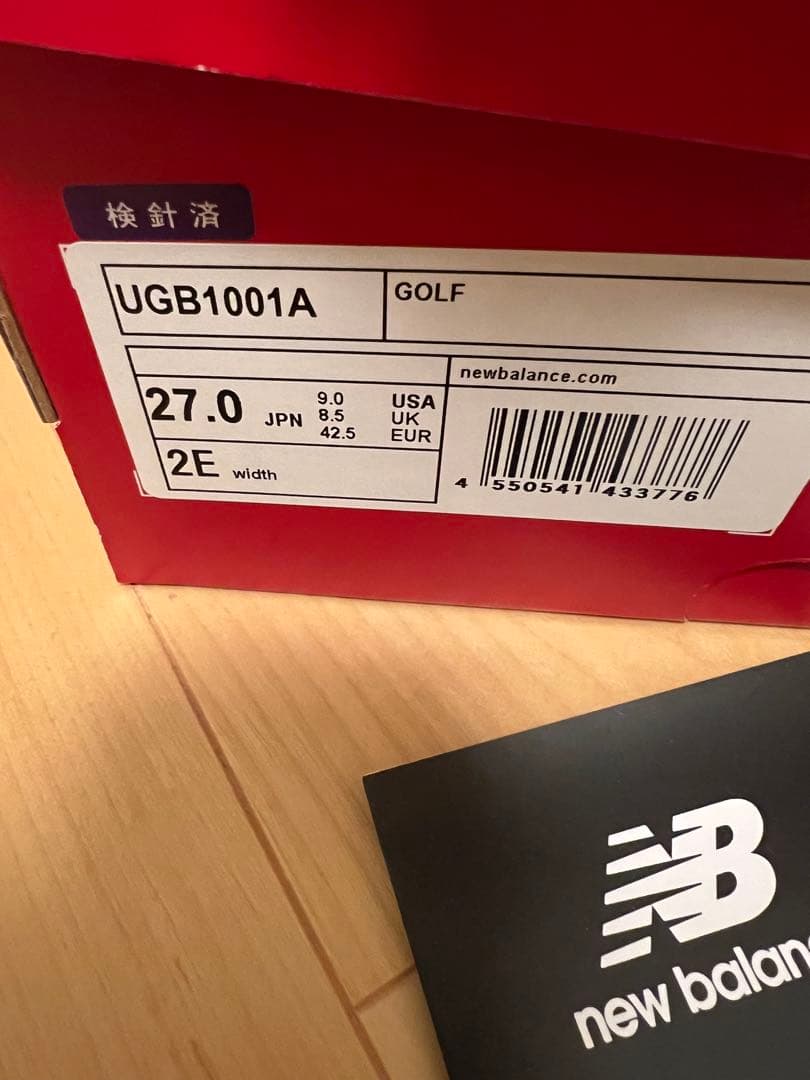 検針済
UGB1001A
GOLF
newbalance.com
27.0 JPN
9.0 USA
8.5 UK
42.5 EUR
2E width
4 550541 433776
NB
new balan